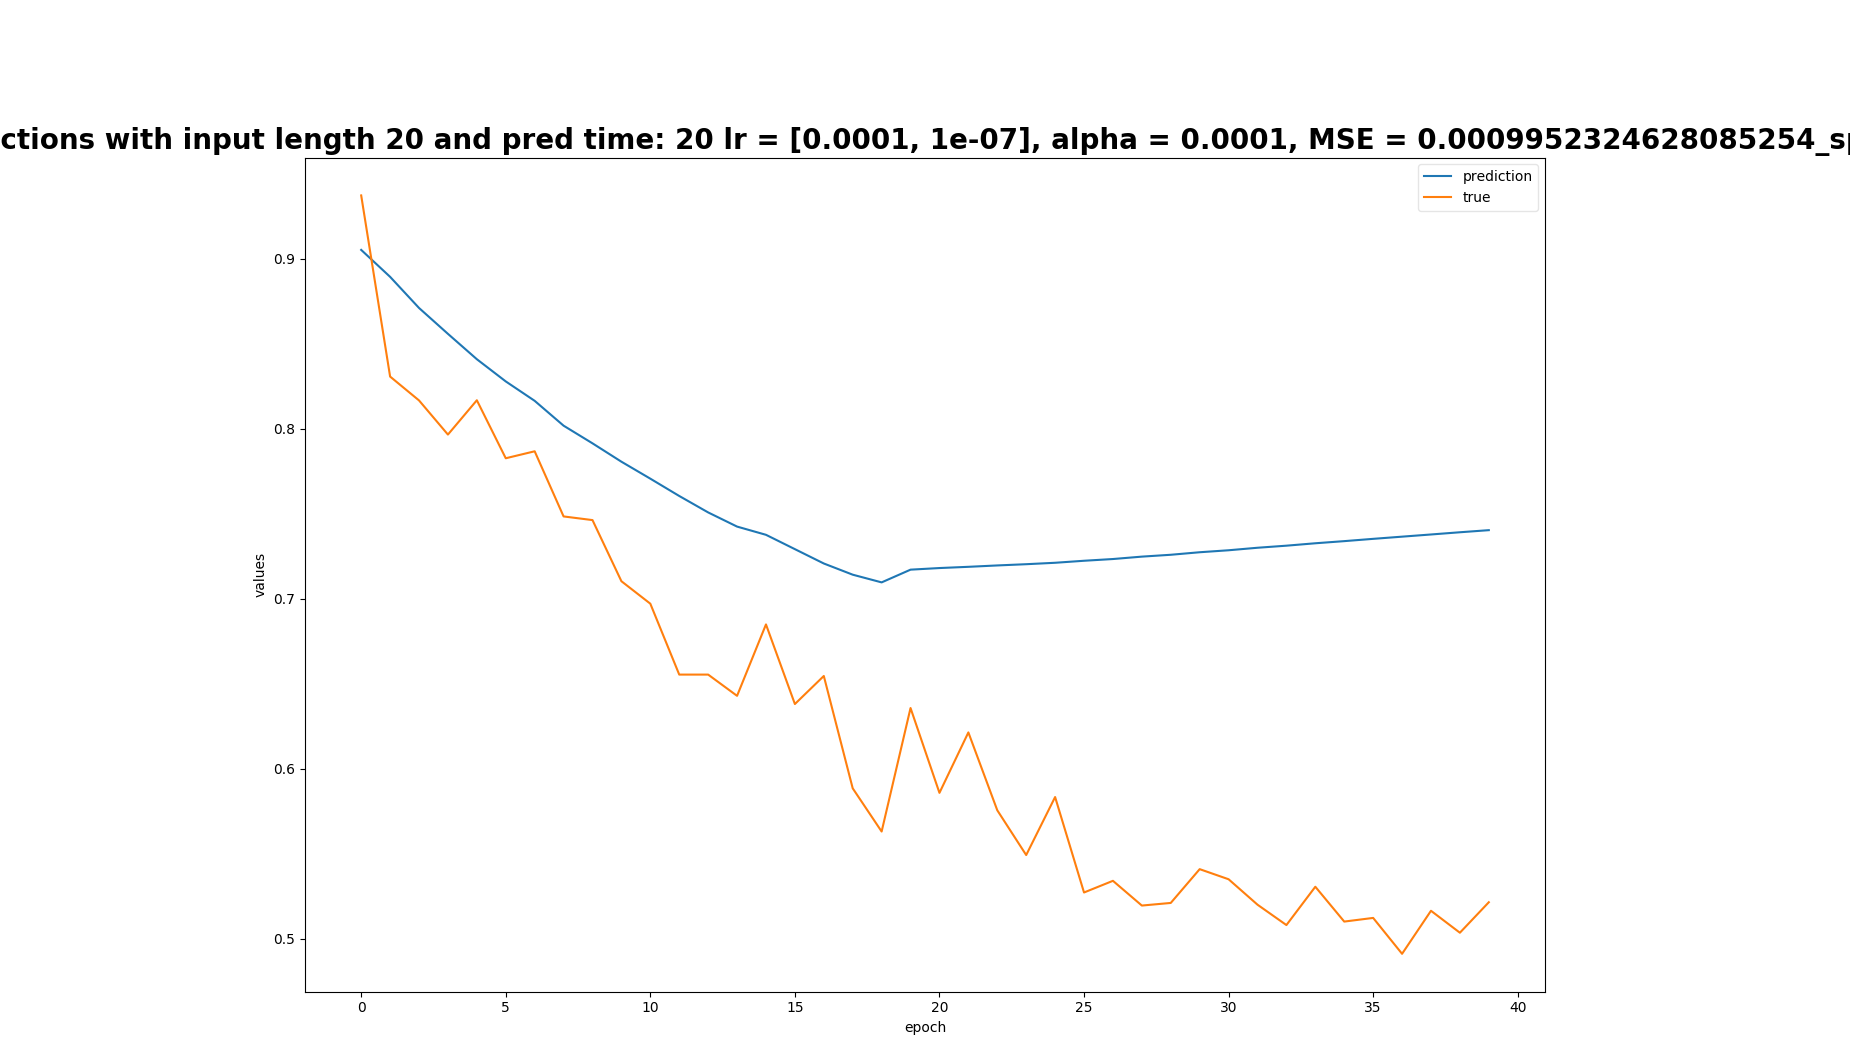 ctions with input length 20 and pred time: 20 lr = [0.0001, 1e-07], alpha = 0.0001, MSE = 0.0009952324628085254_s
prediction
true
0.9
0.8
0.7
0.6
0.5
values
0 5 10 15 20 25 30 35 40
epoch